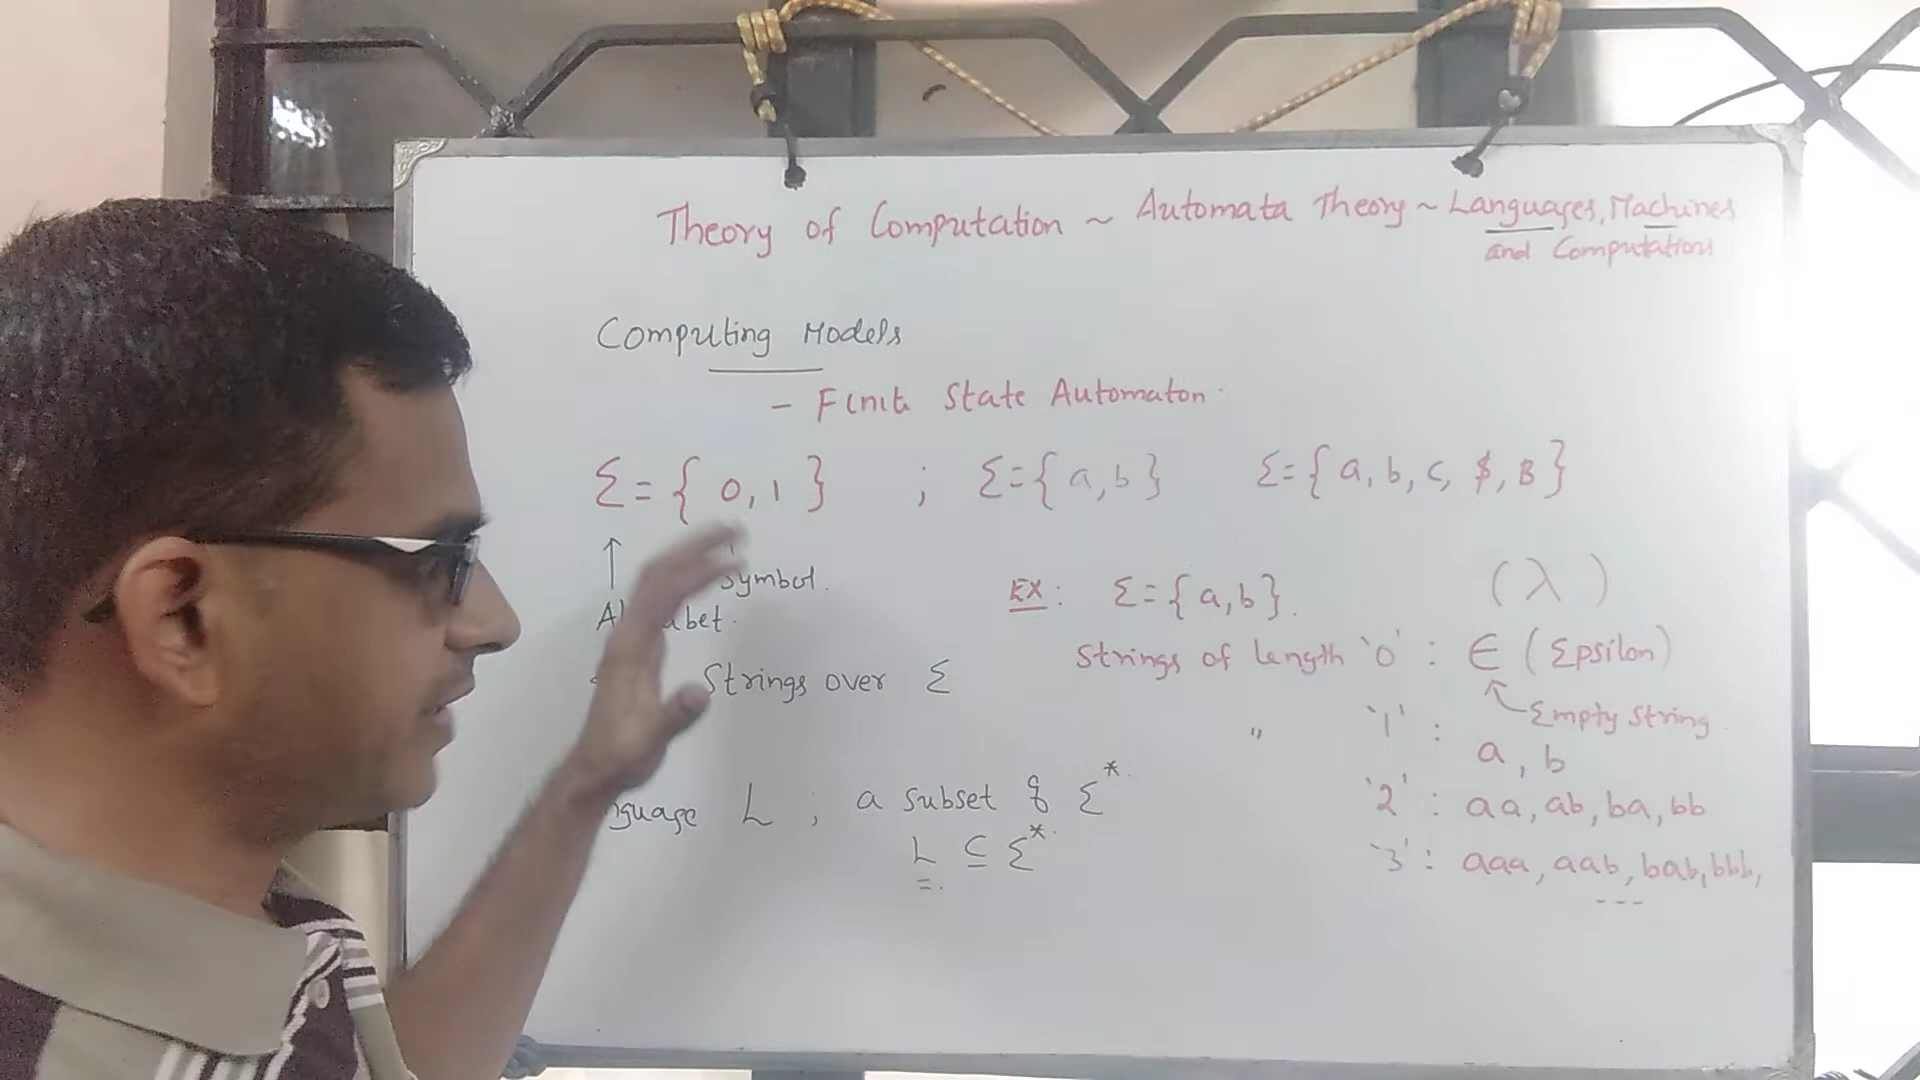 Theory of Computation ~ Automata Theory ~ Languages, Machines
and Computations
Computing Models
- Finite State Automaton.
Σ = { 0, 1 } ; Σ={ a, b } Σ={ a, b, c, $, B }
↑ Symbol.
EX: Σ={ a, b }. ( λ )
Strings over Σ
Strings of length '0' : ∈ (Epsilon)
Empty string.
" '1' : a, b
L ; a subset of Σ*.
'2' : aa, ab, ba, bb
L ⊆ Σ*.
'3' : aaa, aab, bab, bbb,
---